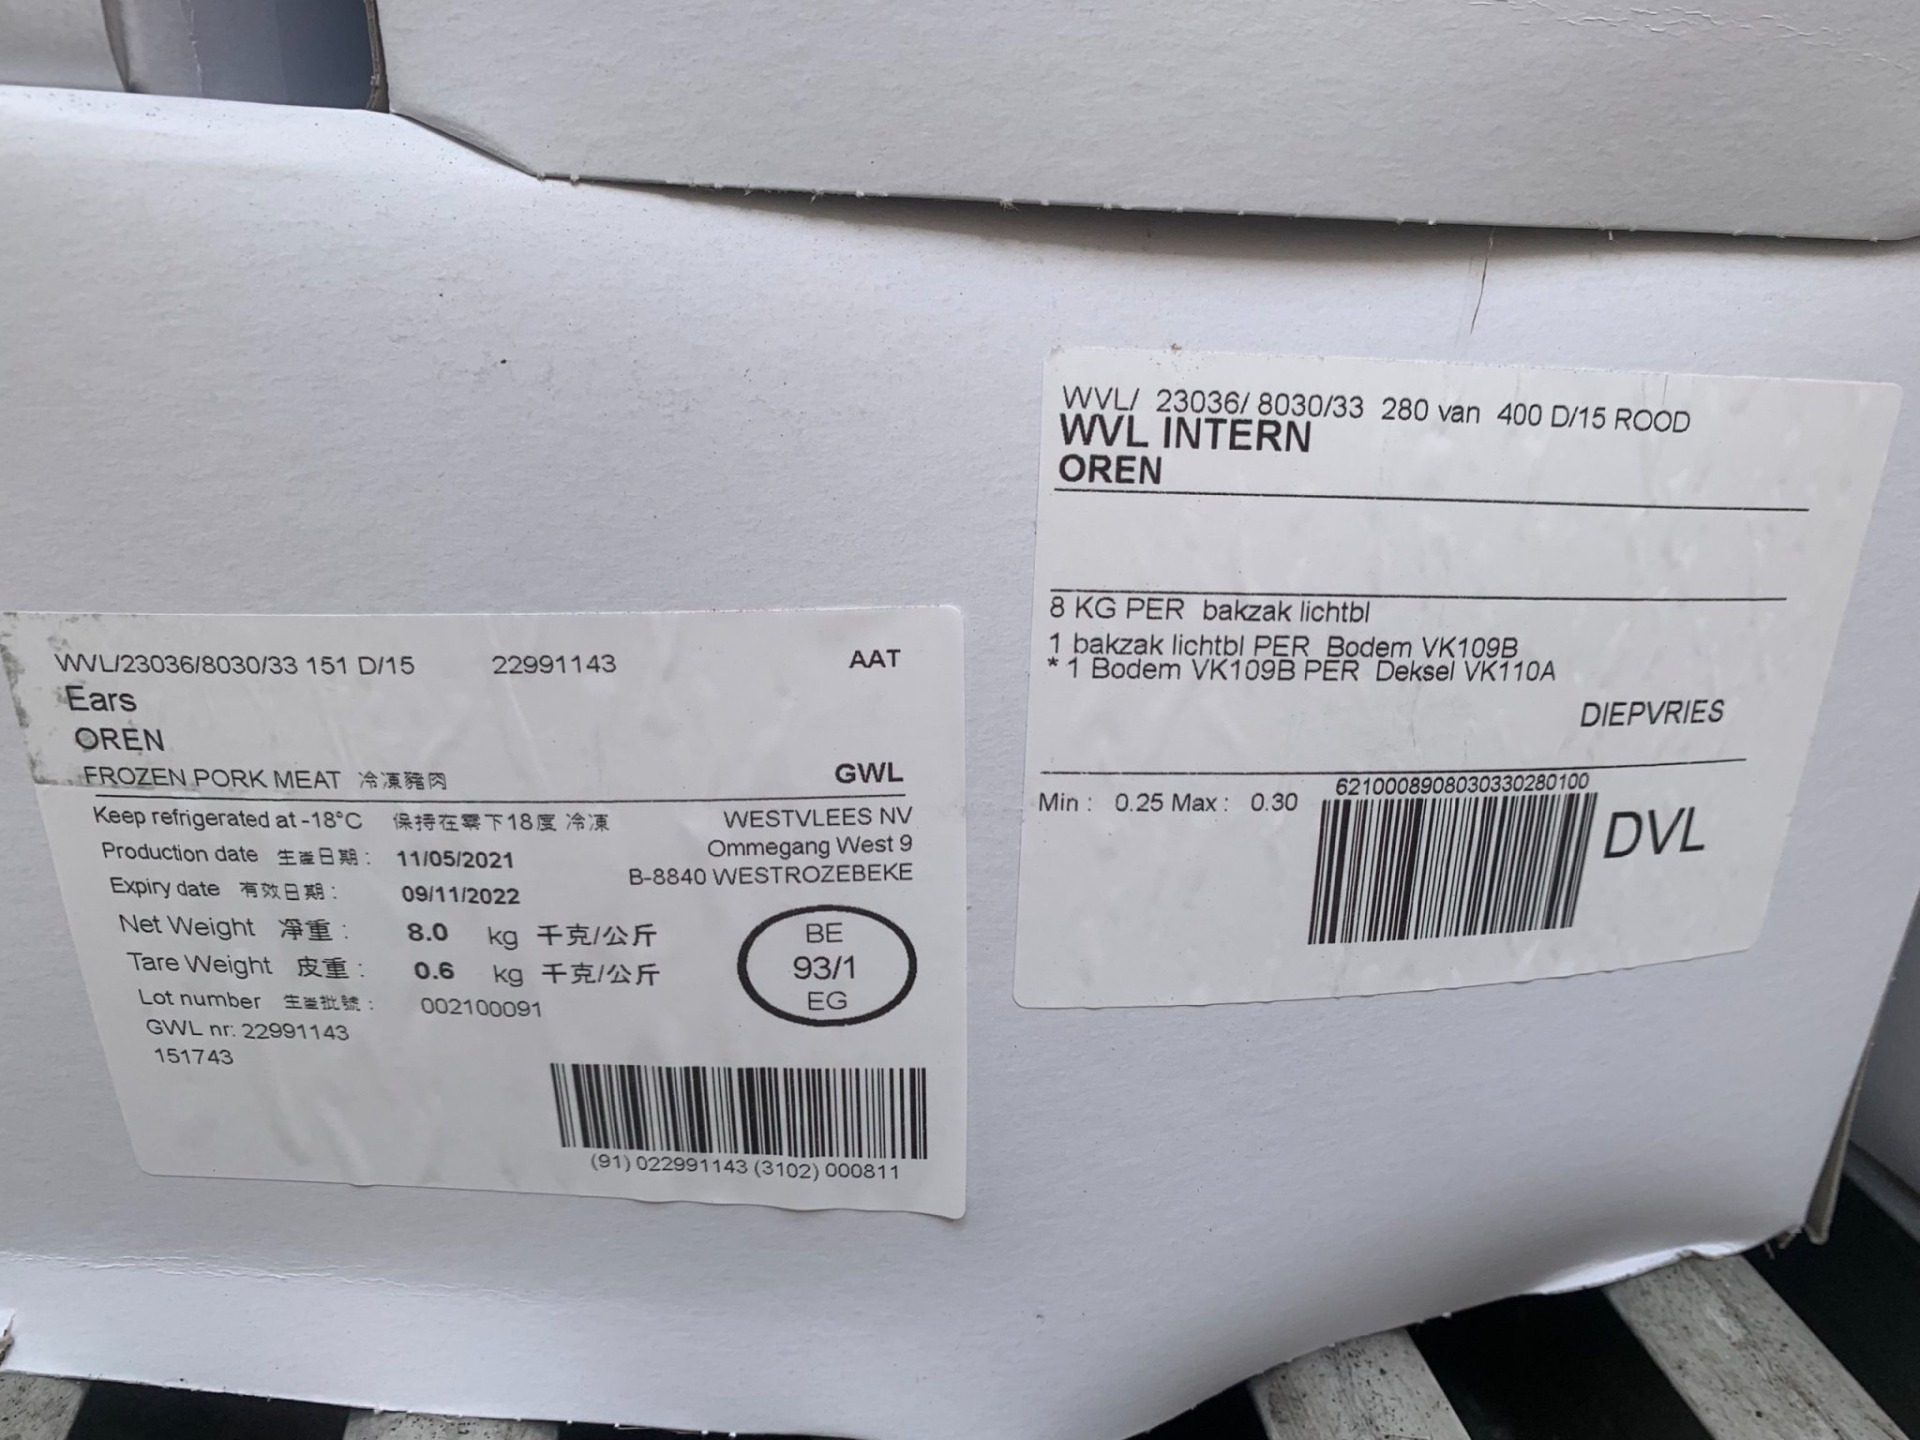 WVL/23036/8030/33 151 D/15 22991143 AAT
Ears
OREN
FROZEN PORK MEAT 冷凍豬肉 GWL
Keep refrigerated at -18°C 保持在零下18度 冷凍
Production date 生產日期 : 11/05/2021
Expiry date 有效日期 : 09/11/2022
Net Weight 淨重 : 8.0 kg 千克/公斤
Tare Weight 皮重 : 0.6 kg 千克/公斤
Lot number 生產批號 : 002100091
GWL nr: 22991143
151743
WESTVLEES NV
Ommegang West 9
B-8840 WESTROZEBEKE
BE
93/1
EG
(91) 022991143 (3102) 000811
WVL/ 23036/ 8030/33 280 van 400 D/15 ROOD
WVL INTERN
OREN
8 KG PER bakzak lichtbl
1 bakzak lichtbl PER Bodem VK109B
* 1 Bodem VK109B PER Deksel VK110A
DIEPVRIES
Min : 0.25 Max : 0.30
6210008908030330280100
DVL